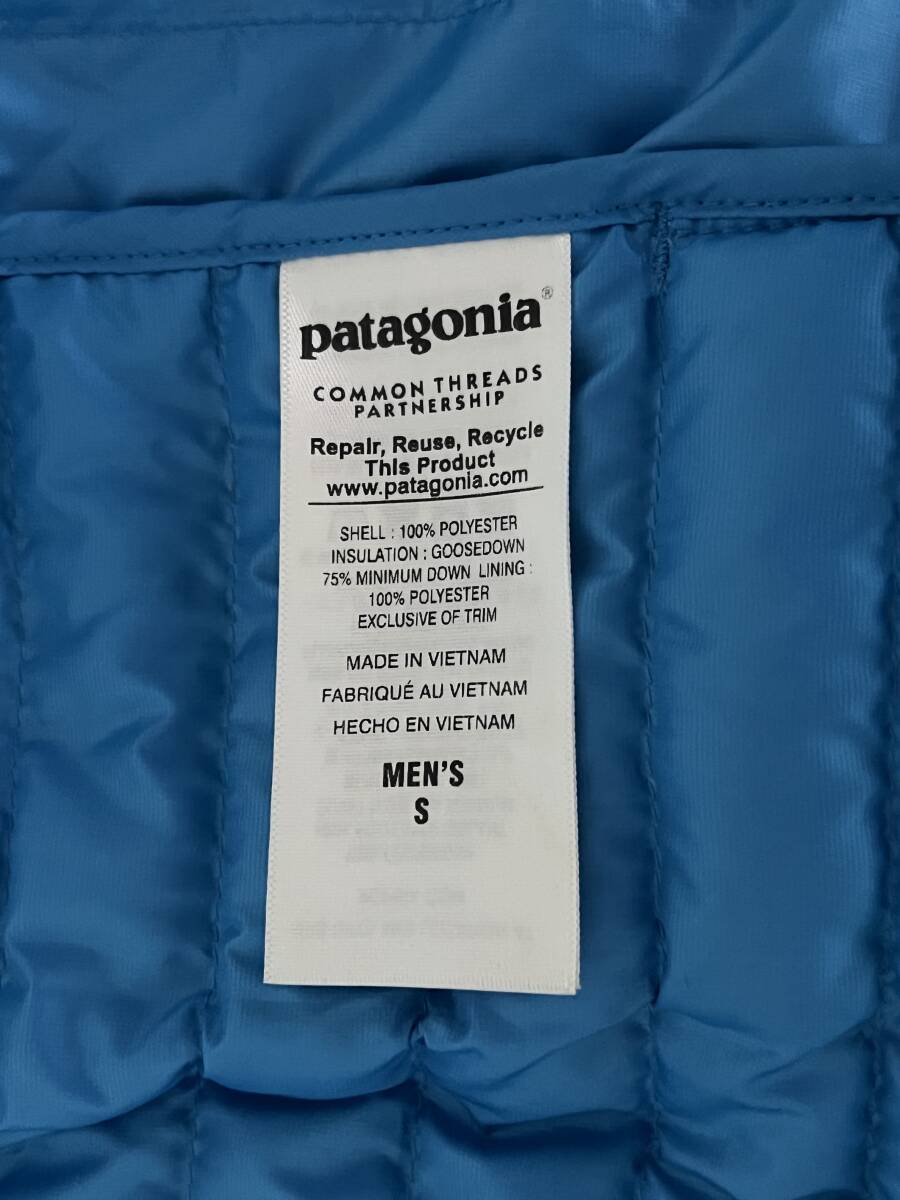 patagonia®
COMMON THREADS
PARTNERSHIP
Repair, Reuse, Recycle
This Product
www.patagonia.com
SHELL : 100% POLYESTER
INSULATION : GOOSEDOWN
75% MINIMUM DOWN LINING :
100% POLYESTER
EXCLUSIVE OF TRIM
MADE IN VIETNAM
FABRIQUÉ AU VIETNAM
HECHO EN VIETNAM
MEN'S
S